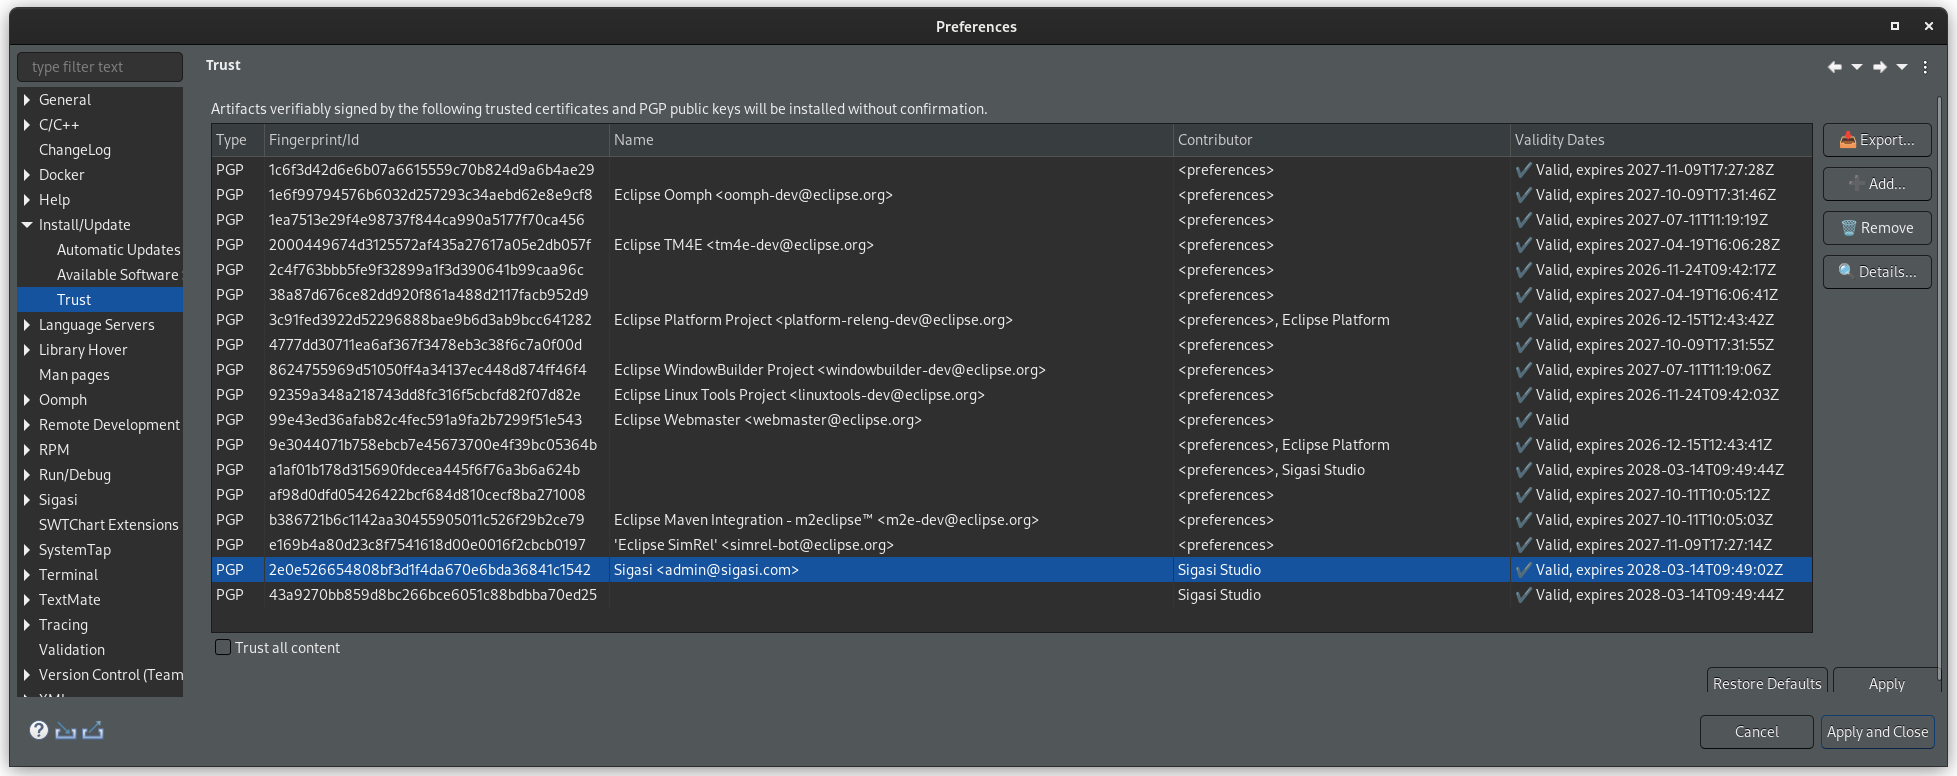 Preferences
type filter text
General
C/C++
ChangeLog
Docker
Help
Install/Update
Automatic Updates
Available Software
Trust
Language Servers
Library Hover
Man pages
Oomph
Remote Development
RPM
Run/Debug
Sigasi
SWTChart Extensions
SystemTap
Terminal
TextMate
Tracing
Validation
Version Control (Team
Trust
Artifacts verifiably signed by the following trusted certificates and PGP public keys will be installed without confirmation.
Type Fingerprint/Id Name Contributor Validity Dates
PGP 1c6f3d42d6e6b07a6615559c70b824d9a6b4ae29 <preferences> ✔ Valid, expires 2027-11-09T17:27:28Z
PGP 1e6f99794576b6032d257293c34aebd62e8e9cf8 Eclipse Oomph <oomph-dev@eclipse.org> <preferences> ✔ Valid, expires 2027-10-09T17:31:46Z
PGP 1ea7513e29f4e98737f844ca990a5177f70ca456 <preferences> ✔ Valid, expires 2027-07-11T11:19:19Z
PGP 2000449674d3125572af435a27617a05e2db057f Eclipse TM4E <tm4e-dev@eclipse.org> <preferences> ✔ Valid, expires 2027-04-19T16:06:28Z
PGP 2c4f763bbb5fe9f32899a1f3d390641b99caa96c <preferences> ✔ Valid, expires 2026-11-24T09:42:17Z
PGP 38a87d676ce82dd920f861a488d2117facb952d9 <preferences> ✔ Valid, expires 2027-04-19T16:06:41Z
PGP 3c91fed3922d52296888bae9b6d3ab9bcc641282 Eclipse Platform Project <platform-releng-dev@eclipse.org> <preferences>, Eclipse Platform ✔ Valid, expires 2026-12-15T12:43:42Z
PGP 4777dd30711ea6af367f3478eb3c38f6c7a0f00d <preferences> ✔ Valid, expires 2027-10-09T17:31:55Z
PGP 8624755969d51050ff4a34137ec448d874ff46f4 Eclipse WindowBuilder Project <windowbuilder-dev@eclipse.org> <preferences> ✔ Valid, expires 2027-07-11T11:19:06Z
PGP 92359a348a218743dd8fc316f5cbcfd82f07d82e Eclipse Linux Tools Project <linuxtools-dev@eclipse.org> <preferences> ✔ Valid, expires 2026-11-24T09:42:03Z
PGP 99e43ed36afab82c4fec591a9fa2b7299f51e543 Eclipse Webmaster <webmaster@eclipse.org> <preferences> ✔ Valid
PGP 9e3044071b758ebcb7e45673700e4f39bc05364b <preferences>, Eclipse Platform ✔ Valid, expires 2026-12-15T12:43:41Z
PGP a1af01b178d315690fdecea445f6f76a3b6a624b <preferences>, Sigasi Studio ✔ Valid, expires 2028-03-14T09:49:44Z
PGP af98d0dfd05426422bcf684d810cecf8ba271008 <preferences> ✔ Valid, expires 2027-10-11T10:05:12Z
PGP b386721b6c1142aa30455905011c526f29b2ce79 Eclipse Maven Integration - m2eclipse™ <m2e-dev@eclipse.org> <preferences> ✔ Valid, expires 2027-10-11T10:05:03Z
PGP e169b4a80d23c8f7541618d00e0016f2cbcb0197 'Eclipse SimRel' <simrel-bot@eclipse.org> <preferences> ✔ Valid, expires 2027-11-09T17:27:14Z
PGP 2e0e526654808bf3d1f4da670e6bda36841c1542 Sigasi <admin@sigasi.com> Sigasi Studio ✔ Valid, expires 2028-03-14T09:49:02Z
PGP 43a9270bb859d8bc266bce6051c88bdbba70ed25 Sigasi Studio ✔ Valid, expires 2028-03-14T09:49:44Z
Export...
Add...
Remove
Details...
Trust all content
Restore Defaults Apply
Cancel Apply and Close